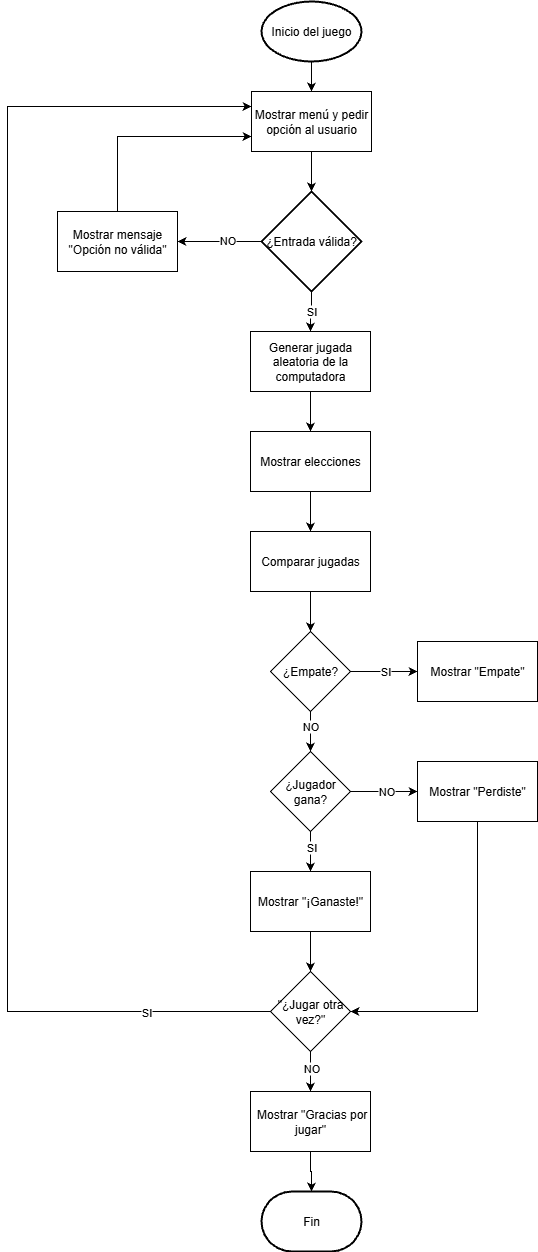 Inicio del juego
Mostrar menú y pedir
opción al usuario
Mostrar mensaje
"Opción no válida"
NO
¿Entrada válida?
SI
Generar jugada
aleatoria de la
computadora
Mostrar elecciones
Comparar jugadas
¿Empate?
SI
Mostrar "Empate"
NO
¿Jugador
gana?
NO
Mostrar "Perdiste"
SI
Mostrar "¡Ganaste!"
"¿Jugar otra
vez?"
SI
NO
Mostrar "Gracias por
jugar"
Fin